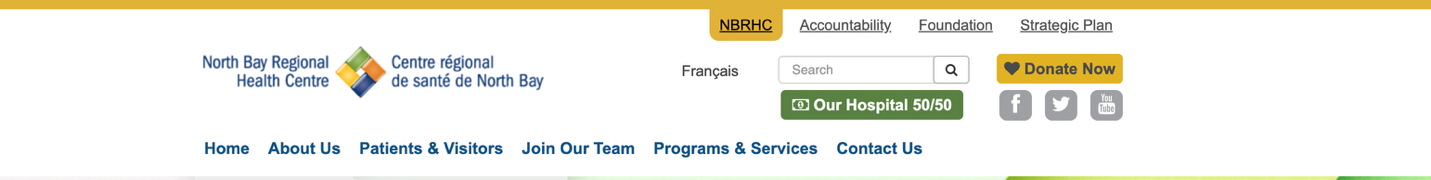 NBRHC Accountability Foundation Strategic Plan
North Bay Regional Health Centre
Centre régional de santé de North Bay
Français
Search
Donate Now
Our Hospital 50/50
f
You Tube
Home About Us Patients & Visitors Join Our Team Programs & Services Contact Us